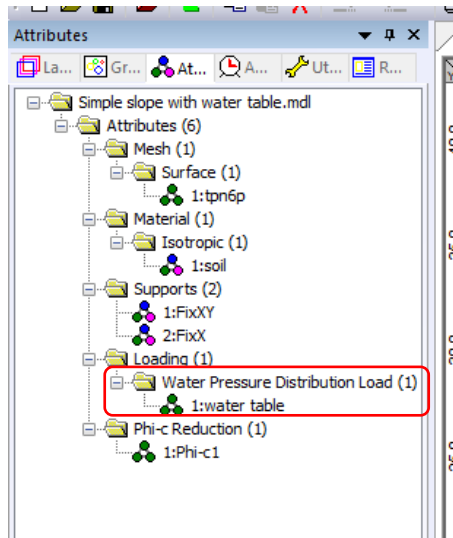 Attributes
La... Gr... At... A... Ut... R...
Simple slope with water table.mdl
Attributes (6)
Mesh (1)
Surface (1)
1:tpn6p
Material (1)
Isotropic (1)
1:soil
Supports (2)
1:FixXY
2:FixX
Loading (1)
Water Pressure Distribution Load (1)
1:water table
Phi-c Reduction (1)
1:Phi-c1